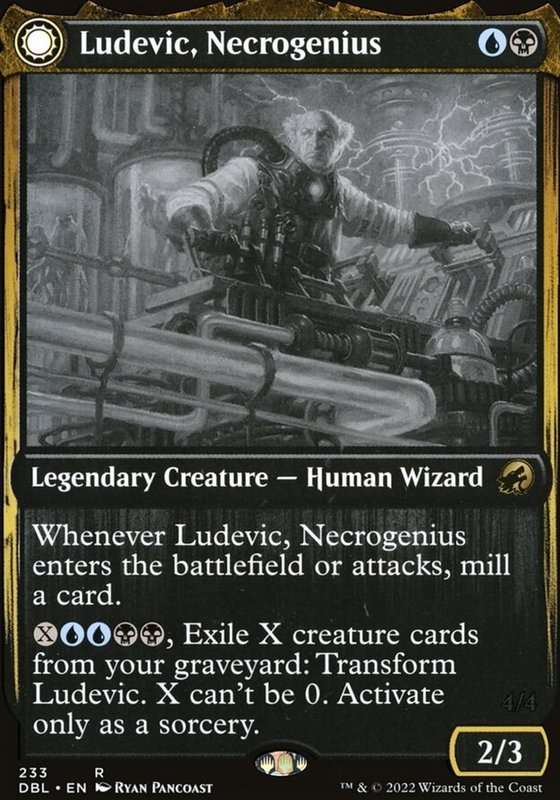 Ludevic, Necrogenius
Legendary Creature — Human Wizard
Whenever Ludevic, Necrogenius
enters the battlefield or attacks, mill
a card.
X, Exile X creature cards
from your graveyard: Transform
Ludevic. X can't be 0. Activate
only as a sorcery.
4/4
2/3
233 R
DBL • EN Ryan Pancoast
™ & © 2022 Wizards of the Coast